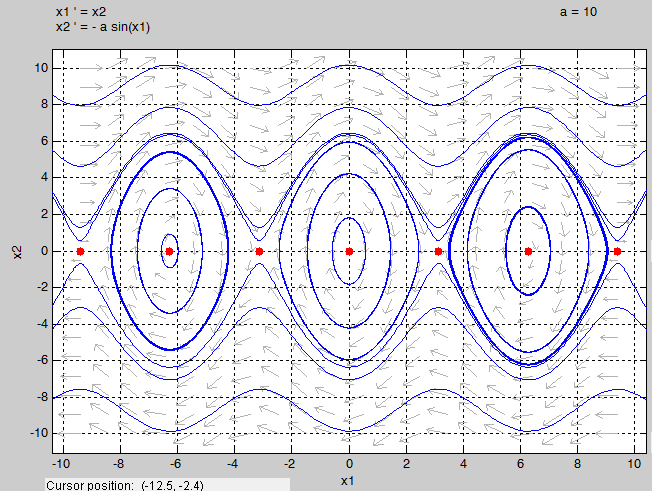 x1 ' = x2
a = 10
x2 ' = - a sin(x1)
10
8
6
4
2
0
-2
-4
-6
-8
-10
x2
-10 -8 -6 -4 -2 0 2 4 6 8 10
x1
Cursor position: (-12.5, -2.4)